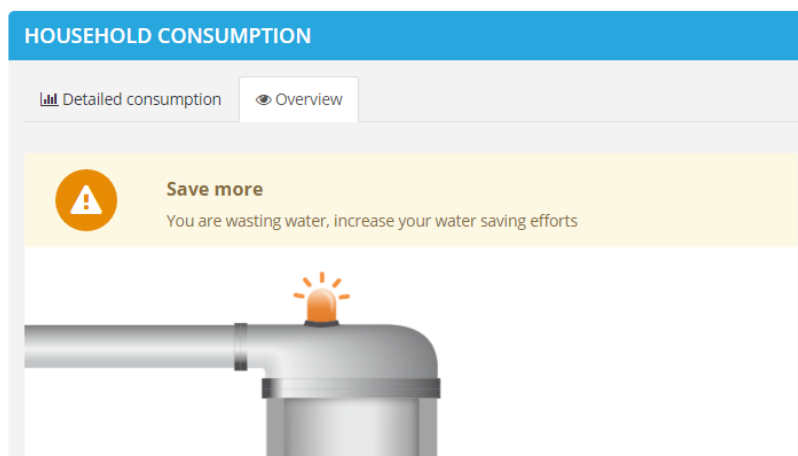 HOUSEHOLD CONSUMPTION
Detailed consumption
Overview
Save more
You are wasting water, increase your water saving efforts